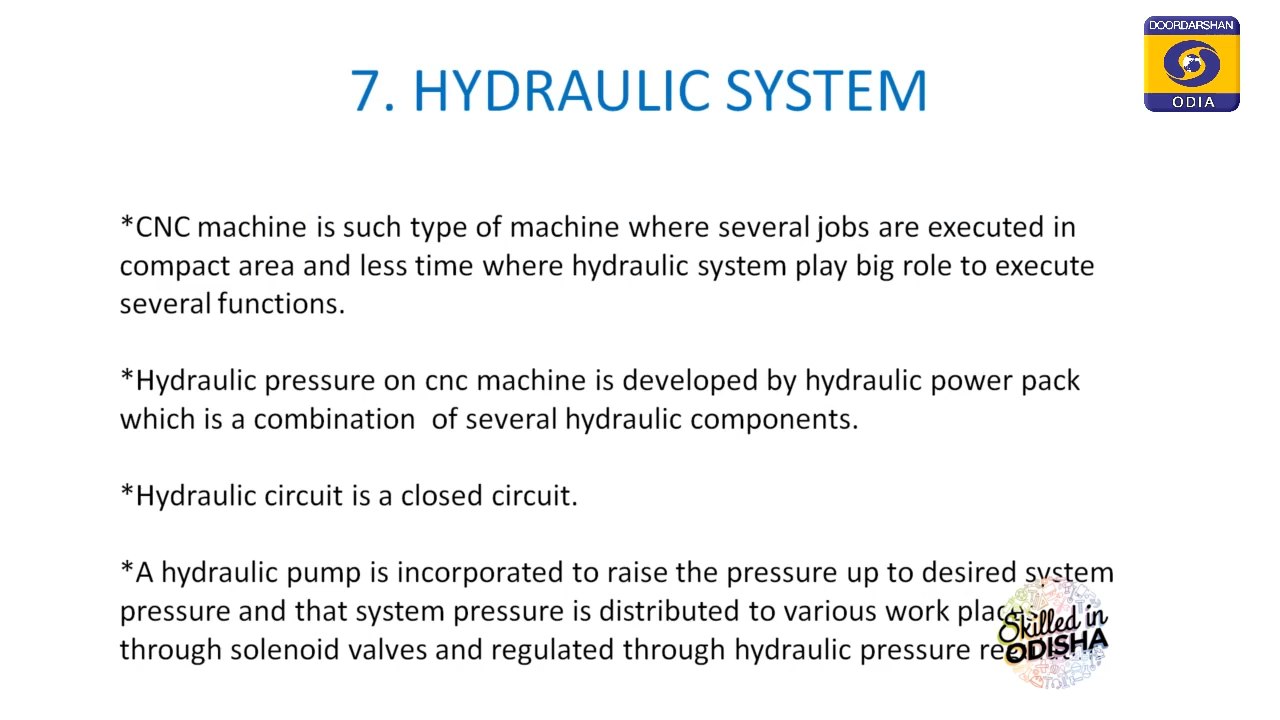 DOORDARSHAN
ODIA
7. HYDRAULIC SYSTEM
*CNC machine is such type of machine where several jobs are executed in
compact area and less time where hydraulic system play big role to execute
several functions.
*Hydraulic pressure on cnc machine is developed by hydraulic power pack
which is a combination of several hydraulic components.
*Hydraulic circuit is a closed circuit.
*A hydraulic pump is incorporated to raise the pressure up to desired system
pressure and that system pressure is distributed to various work places
through solenoid valves and regulated through hydraulic pressure
Skilled in
ODISHA